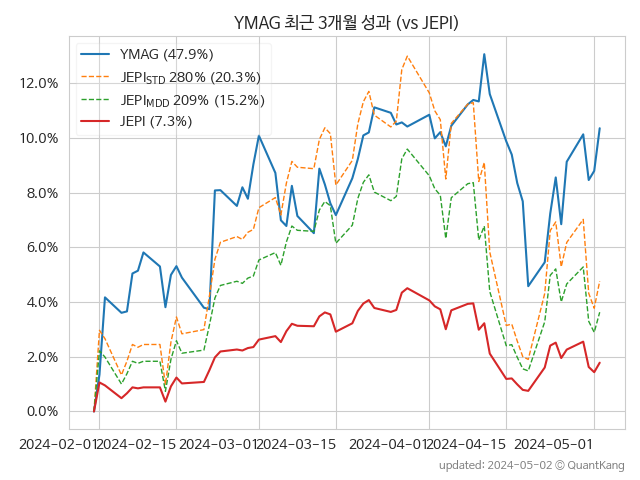 YMAG 최근 3개월 성과 (vs JEPI)
YMAG (47.9%)
JEPI_STD 280% (20.3%)
JEPI_MDD 209% (15.2%)
JEPI (7.3%)
12.0%
10.0%
8.0%
6.0%
4.0%
2.0%
0.0%
2024-02-01 2024-02-15 2024-03-01 2024-03-15 2024-04-01 2024-04-15 2024-05-01
updated: 2024-05-02 © QuantKang